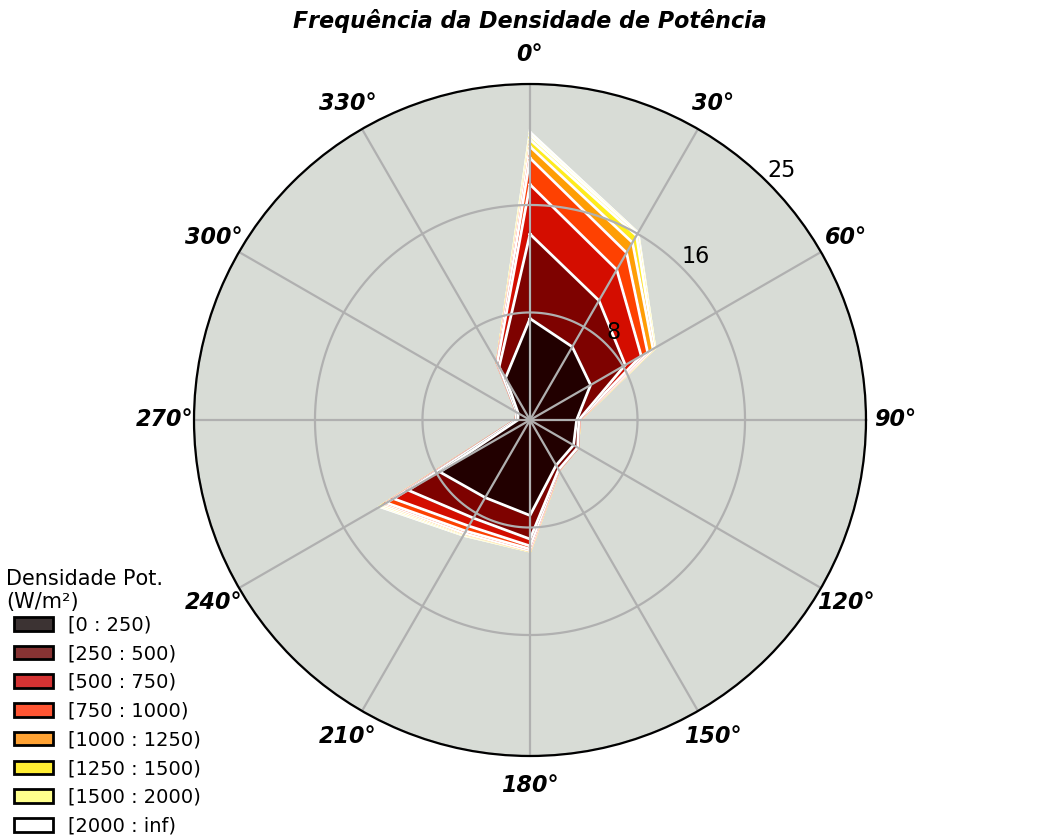 Frequência da Densidade de Potência
0°
330°
30°
25
300°
60°
16
8
270°
90°
240°
120°
210°
150°
180°
Densidade Pot.
(W/m²)
[0 : 250)
[250 : 500)
[500 : 750)
[750 : 1000)
[1000 : 1250)
[1250 : 1500)
[1500 : 2000)
[2000 : inf)